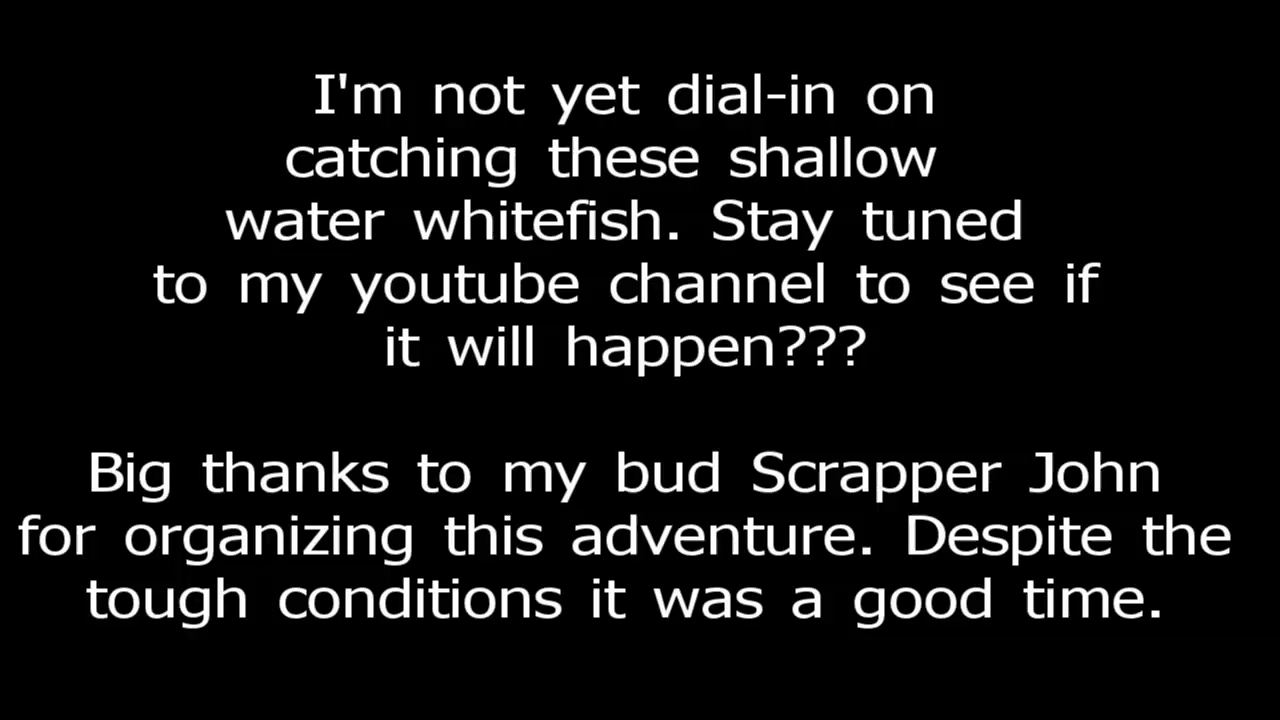 I'm not yet dial-in on
catching these shallow
water whitefish. Stay tuned
to my youtube channel to see if
it will happen???
Big thanks to my bud Scrapper John
for organizing this adventure. Despite the
tough conditions it was a good time.